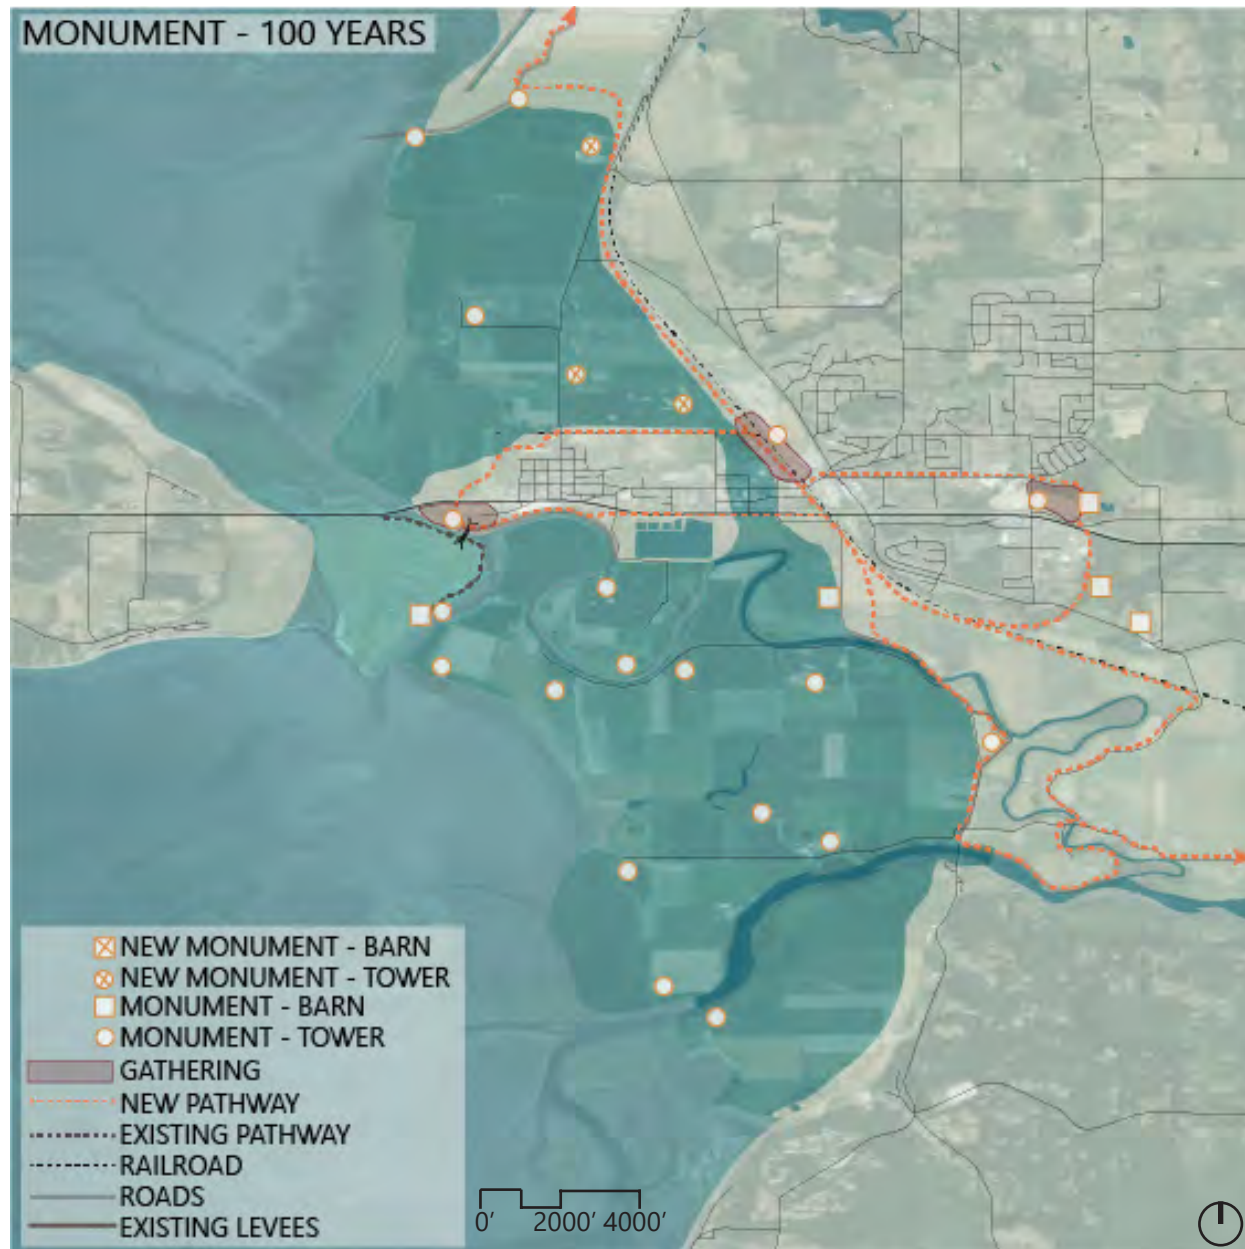 MONUMENT - 100 YEARS
NEW MONUMENT - BARN
NEW MONUMENT - TOWER
MONUMENT - BARN
MONUMENT - TOWER
GATHERING
NEW PATHWAY
EXISTING PATHWAY
RAILROAD
ROADS
EXISTING LEVEES
0' 2000' 4000'